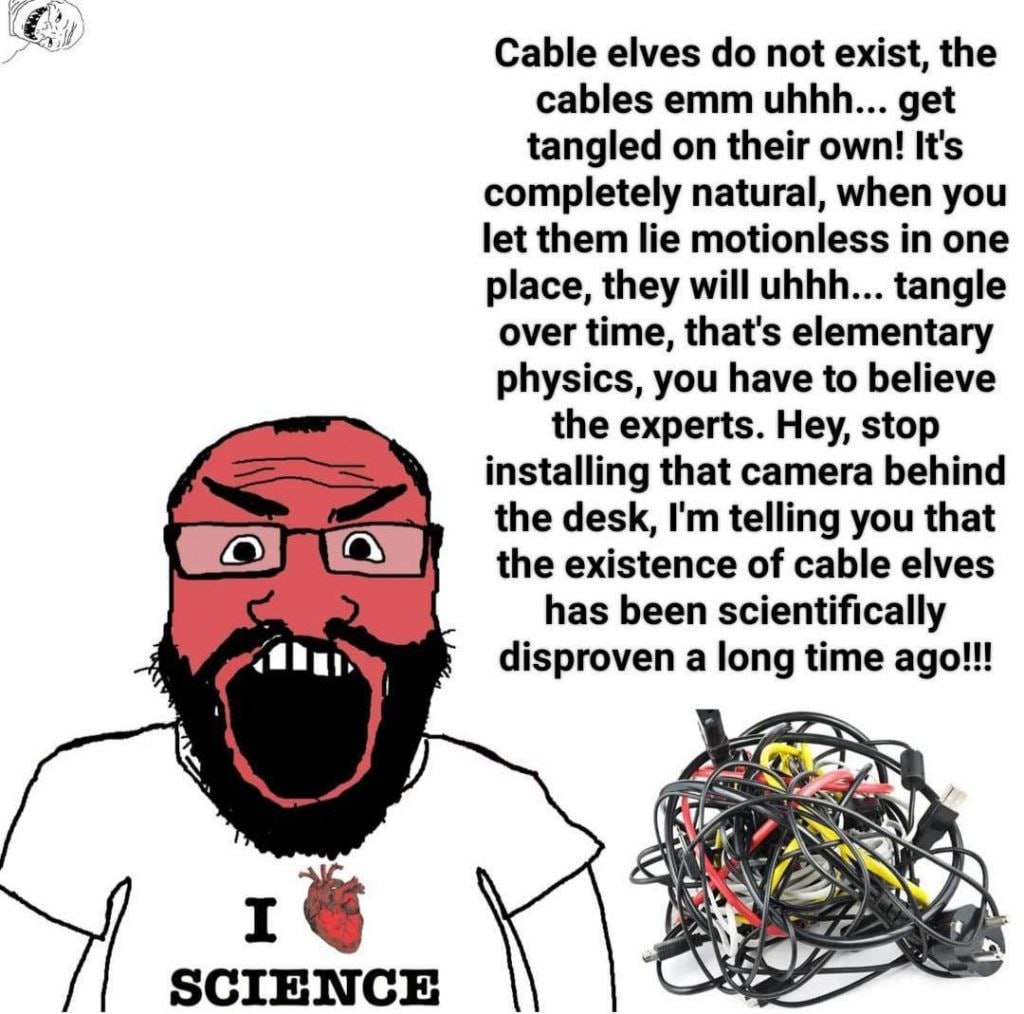 Cable elves do not exist, the
cables emm uhhh... get
tangled on their own! It's
completely natural, when you
let them lie motionless in one
place, they will uhhh... tangle
over time, that's elementary
physics, you have to believe
the experts. Hey, stop
installing that camera behind
the desk, I'm telling you that
the existence of cable elves
has been scientifically
disproven a long time ago!!!
I
SCIENCE